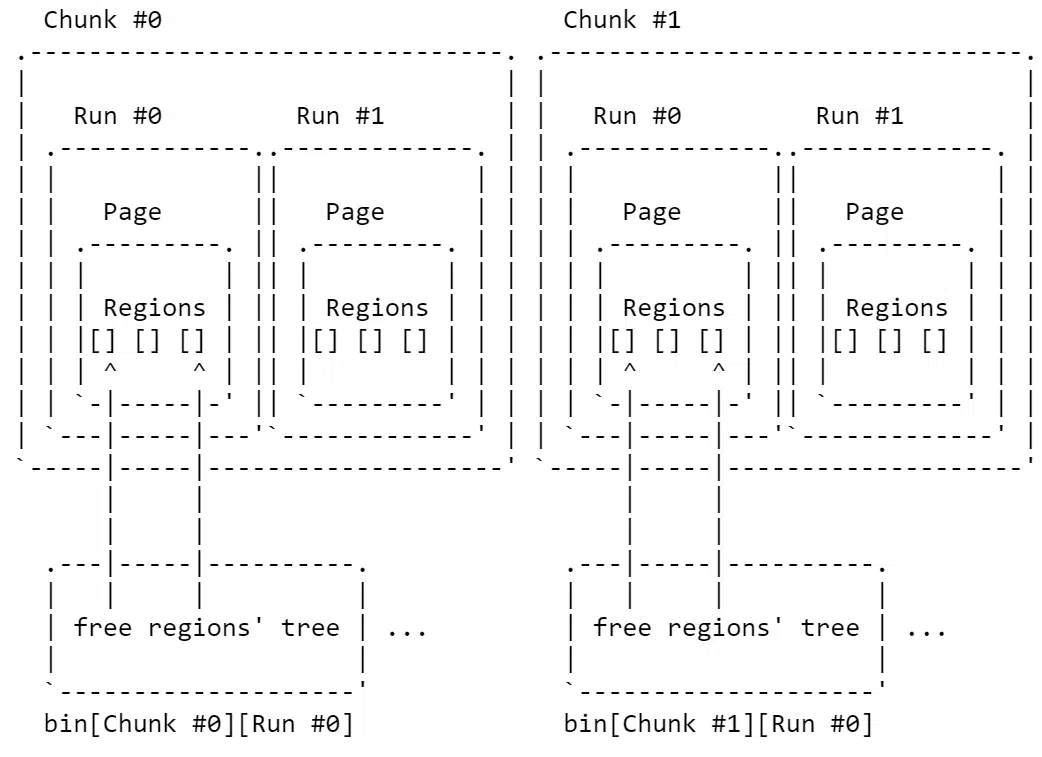 Chunk #0 Chunk #1
Run #0 Run #1 Run #0 Run #1
Page Page Page Page
Regions Regions Regions Regions
[] [] [] [] [] [] [] [] [] [] [] []
^ ^ ^ ^
free regions' tree ... free regions' tree ...
bin[Chunk #0][Run #0] bin[Chunk #1][Run #0]